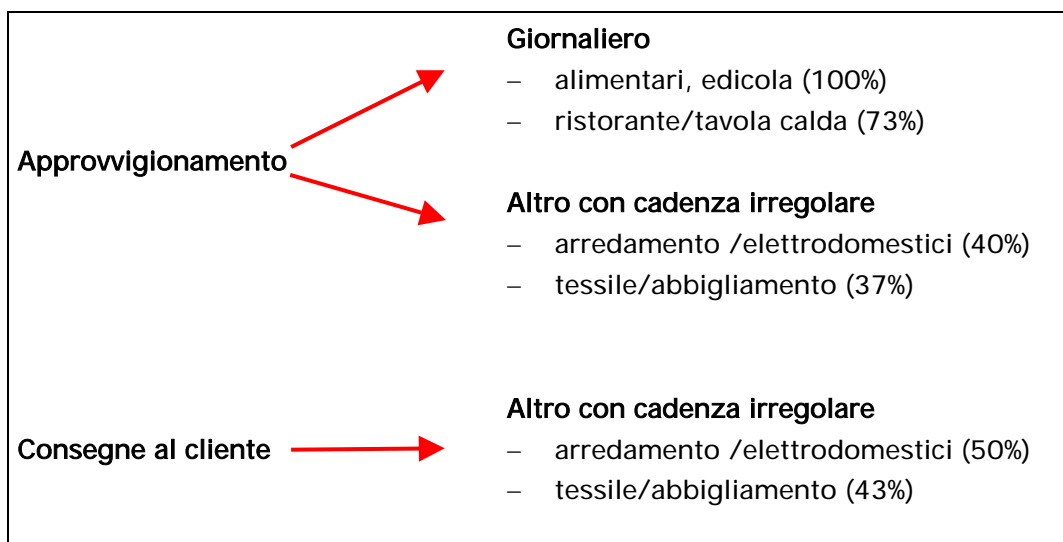 Giornaliero
– alimentari, edicola (100%)
– ristorante/tavola calda (73%)
Approvvigionamento
Altro con cadenza irregolare
– arredamento /elettrodomestici (40%)
– tessile/abbigliamento (37%)
Altro con cadenza irregolare
Consegne al cliente
– arredamento /elettrodomestici (50%)
– tessile/abbigliamento (43%)